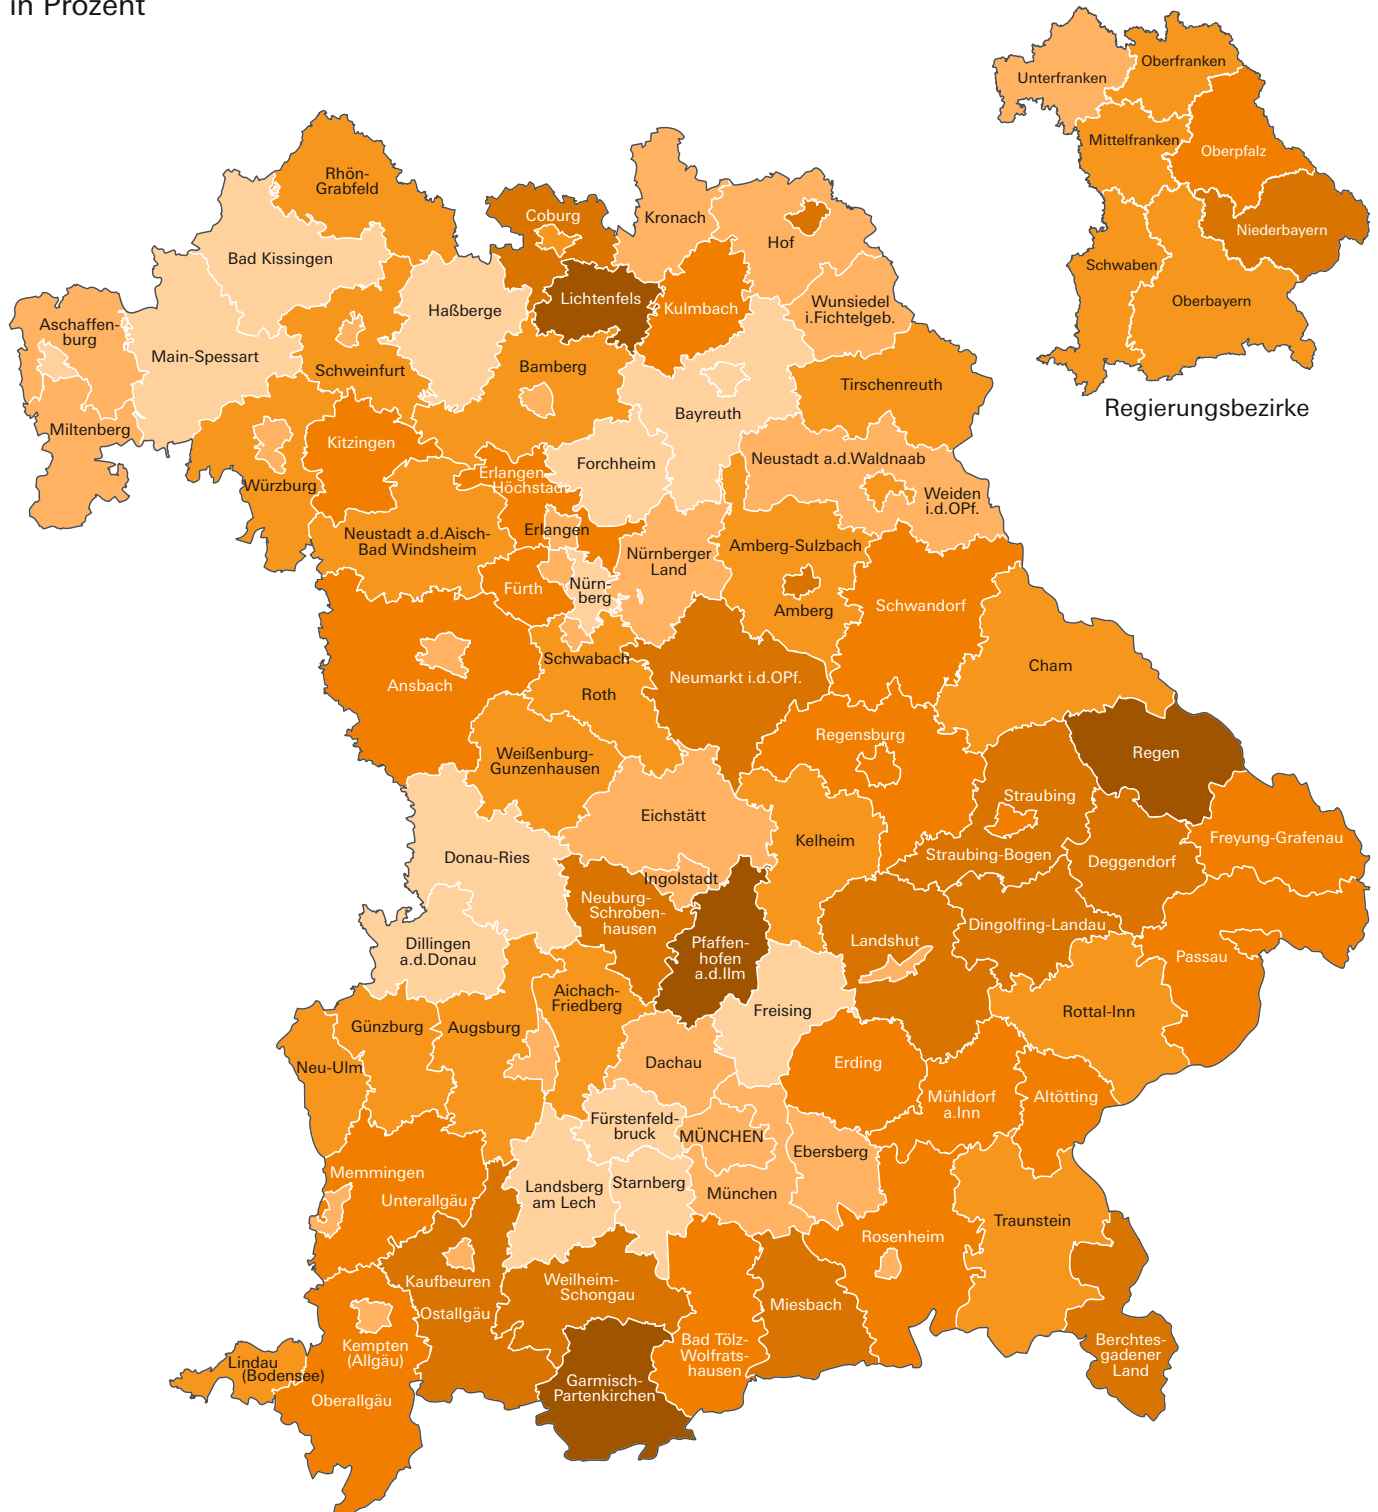 in Prozent
Unterfranken
Oberfranken
Mittelfranken
Oberpfalz
Niederbayern
Schwaben
Oberbayern
Regierungsbezirke
Rhön-
Grabfeld
Coburg
Kronach
Hof
Bad Kissingen
Lichtenfels
Kulmbach
Wunsiedel
i.Fichtelgeb.
Haßberge
Aschaffen-
burg
Main-Spessart
Schweinfurt
Bamberg
Tirschenreuth
Bayreuth
Miltenberg
Kitzingen
Forchheim
Neustadt a.d.Waldnaab
Würzburg
Erlangen-
Höchstadt
Weiden
i.d.OPf.
Neustadt a.d.Aisch-
Bad Windsheim
Erlangen
Nürnberger
Land
Amberg-Sulzbach
Fürth
Nürn-
berg
Amberg
Schwandorf
Schwabach
Cham
Ansbach
Roth
Neumarkt i.d.OPf.
Regensburg
Weißenburg-
Gunzenhausen
Regen
Straubing
Eichstätt
Kelheim
Freyung-Grafenau
Donau-Ries
Straubing-Bogen
Deggendorf
Ingolstadt
Neuburg-
Schroben-
hausen
Dingolfing-Landau
Dillingen
a.d.Donau
Pfaffen-
hofen
a.d.Ilm
Landshut
Passau
Aichach-
Friedberg
Freising
Rottal-Inn
Günzburg
Augsburg
Neu-Ulm
Dachau
Erding
Mühldorf
a.Inn
Altötting
Fürstenfeld-
bruck
MÜNCHEN
Ebersberg
Memmingen
Unterallgäu
Landsberg
am Lech
Starnberg
München
Traunstein
Rosenheim
Kaufbeuren
Weilheim-
Schongau
Ostallgäu
Miesbach
Kempten
(Allgäu)
Bad Tölz-
Wolfrats-
hausen
Berchtes-
gadener
Land
Lindau
(Bodensee)
Garmisch-
Partenkirchen
Oberallgäu